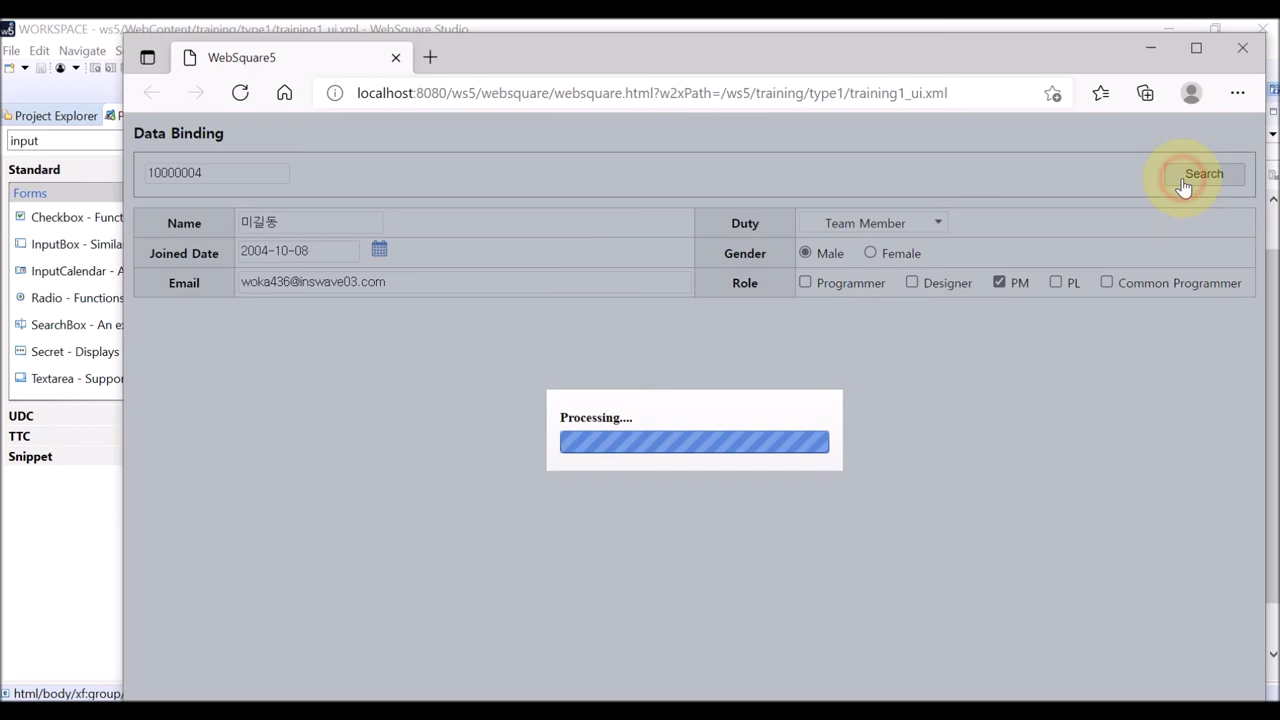 WORKSPACE - ws5/WebContent/training/type1/training1_ui.xml - WebSquare Studio
File Edit Navigate
WebSquare5
localhost:8080/ws5/websquare/websquare.html?w2xPath=/ws5/training/type1/training1_ui.xml
Project Explorer
input
Standard
Forms
Checkbox - Funct
InputBox - Simila
InputCalendar - A
Radio - Functions
SearchBox - An e
Secret - Displays
Textarea - Suppo
UDC
TTC
Snippet
html/body/xf:group/
Data Binding
10000004 Search
Name 미길동 Duty Team Member
Joined Date 2004-10-08 Gender Male Female
Email woka436@inswave03.com Role Programmer Designer PM PL Common Programmer
Processing....